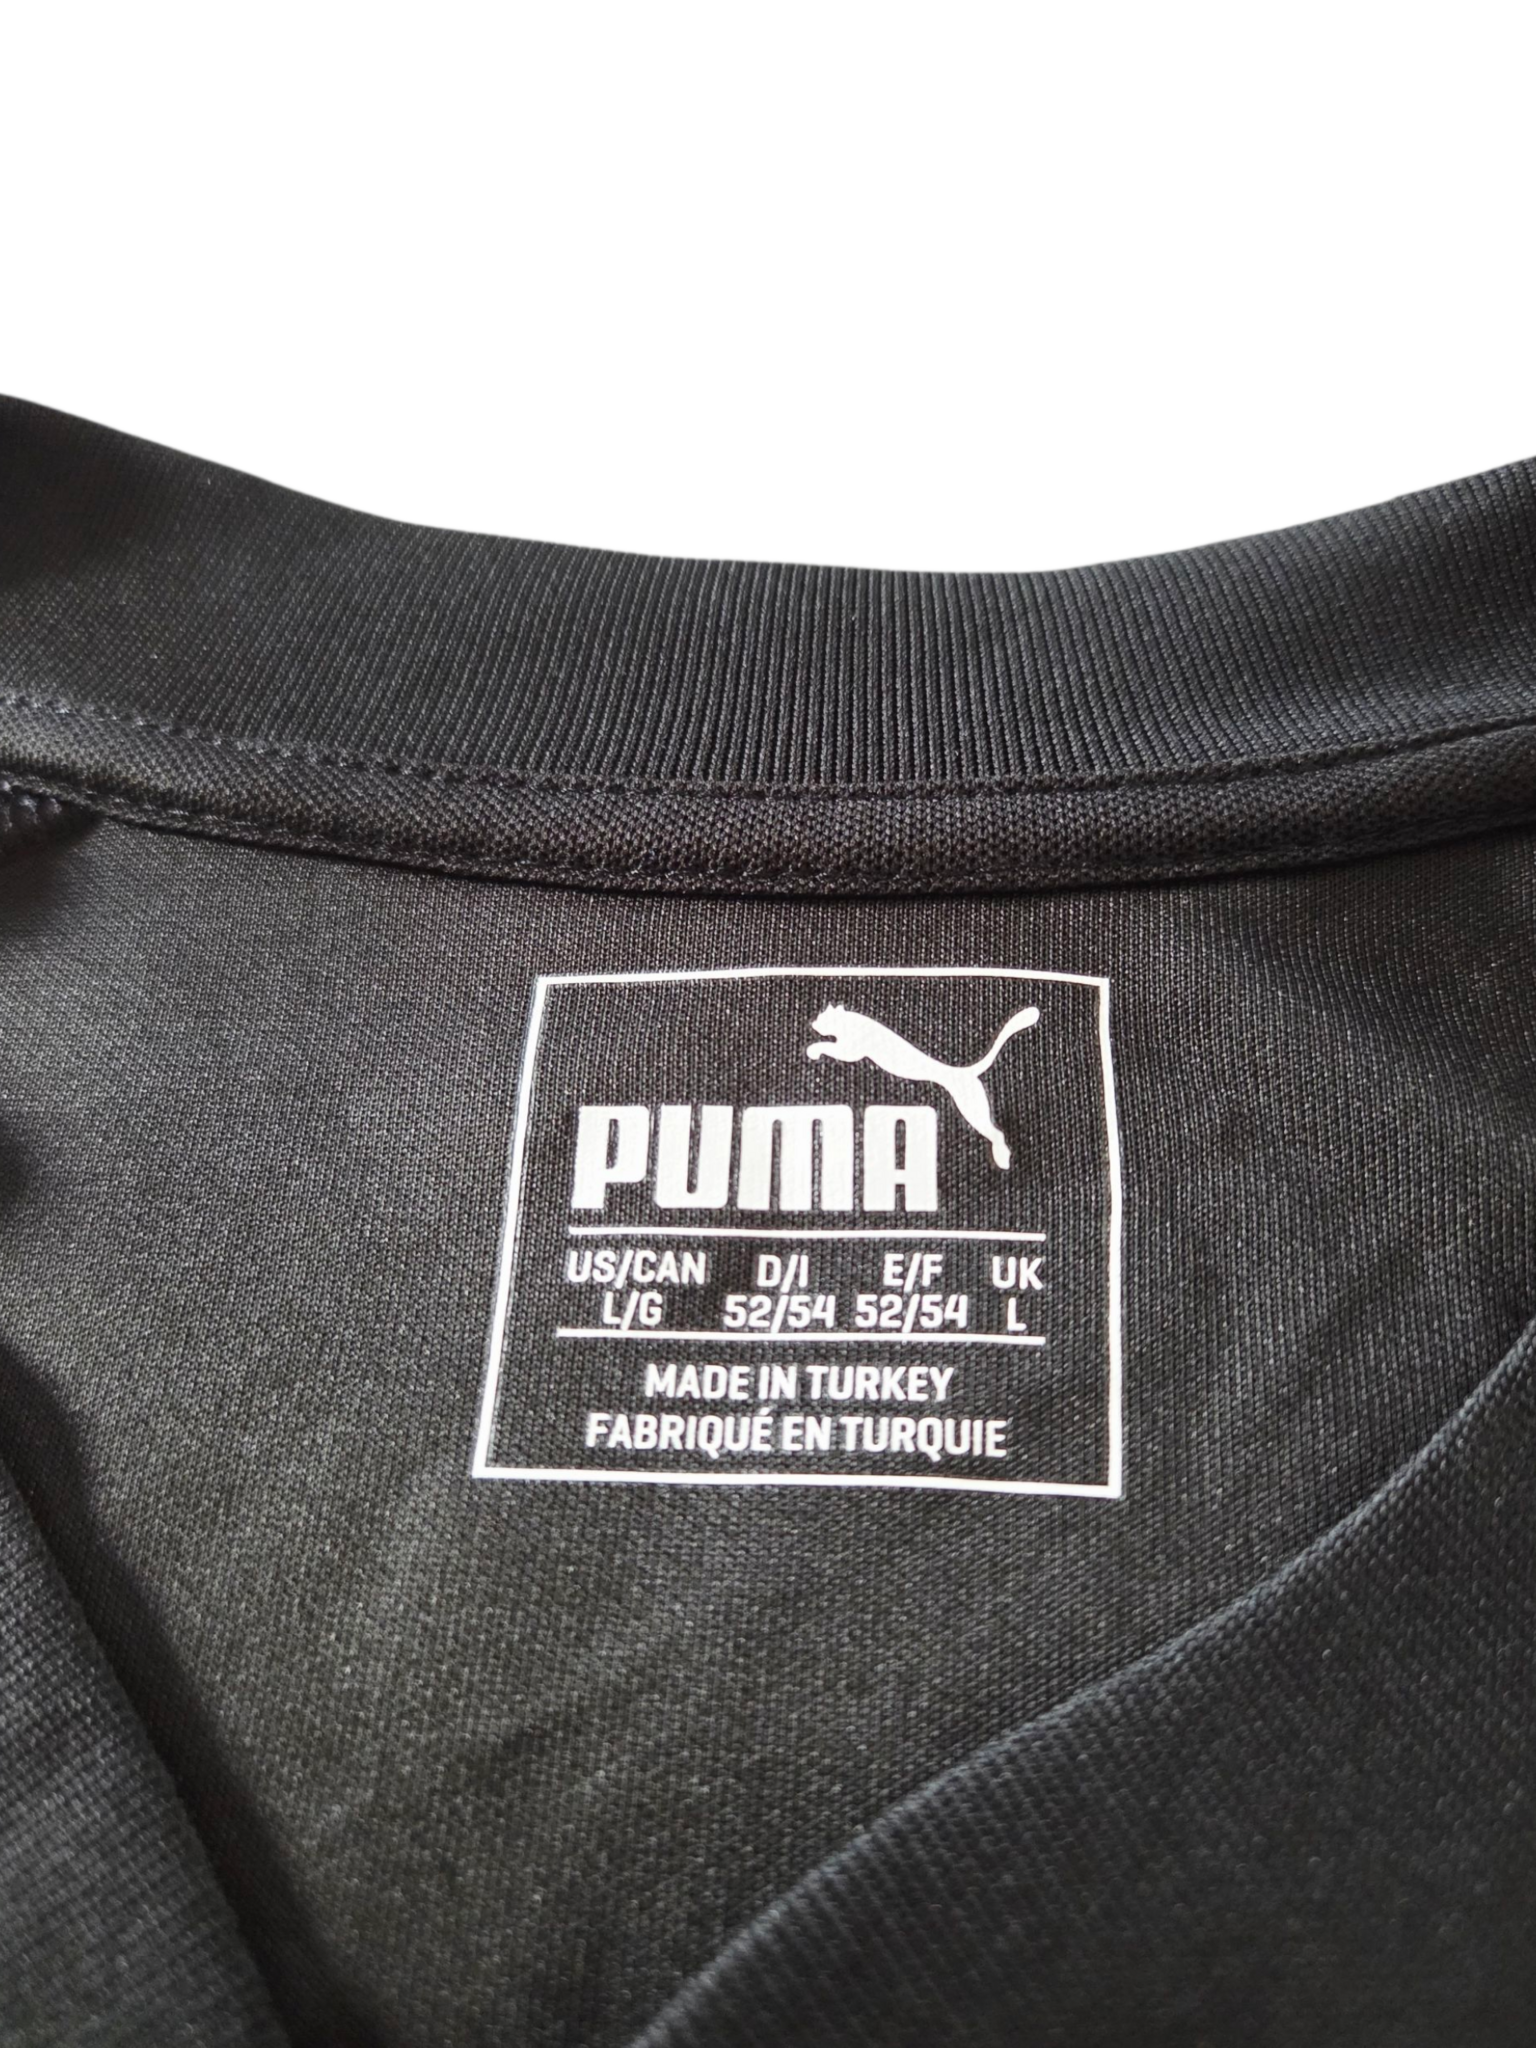 PUMA
US/CAN D/I E/F UK
L/G 52/54 52/54 L
MADE IN TURKEY
FABRIQUÉ EN TURQUIE